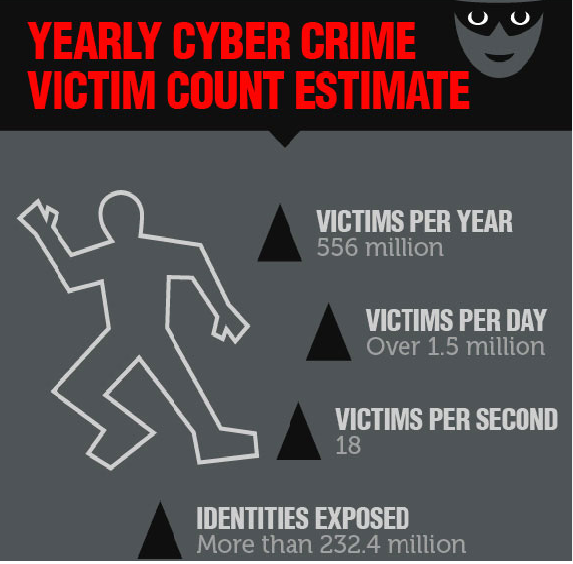 YEARLY CYBER CRIME
VICTIM COUNT ESTIMATE
VICTIMS PER YEAR
556 million
VICTIMS PER DAY
Over 1.5 million
VICTIMS PER SECOND
18
IDENTITIES EXPOSED
More than 232.4 million